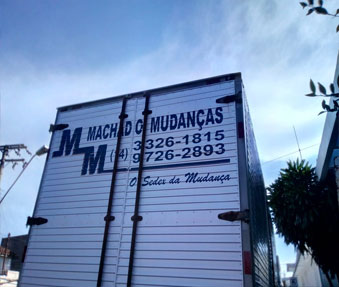 MACHADO MUDANÇAS
MM (14) 3326-1815
9726-2893
O Sedex da Mudança